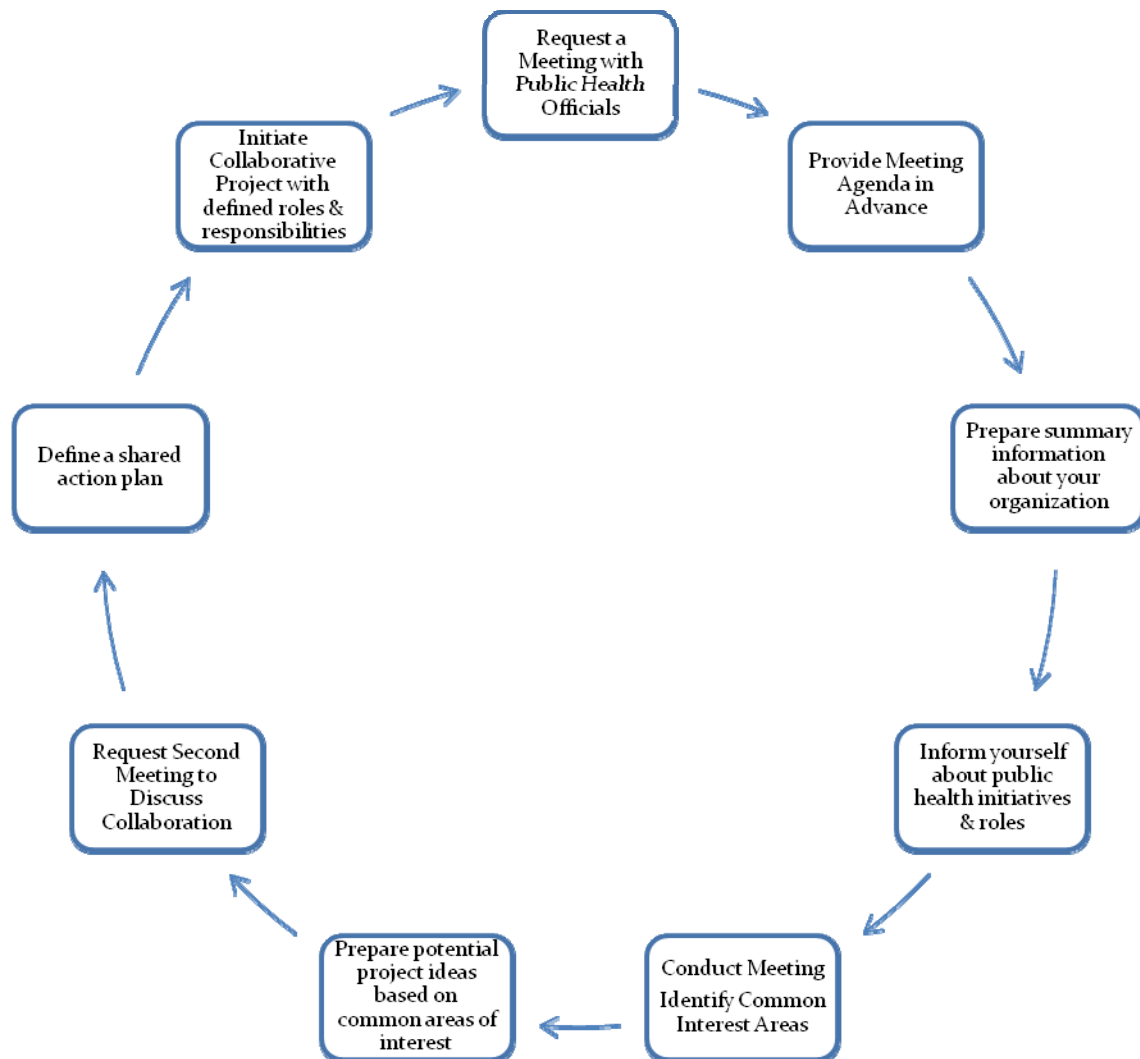 Request a
Meeting with
Public Health
Officials
Provide Meeting
Agenda in
Advance
Prepare summary
information
about your
organization
Inform yourself
about public
health initiatives
& roles
Conduct Meeting
Identify Common
Interest Areas
Prepare potential
project ideas
based on
common areas of
interest
Request Second
Meeting to
Discuss
Collaboration
Define a shared
action plan
Initiate
Collaborative
Project with
defined roles &
responsibilities